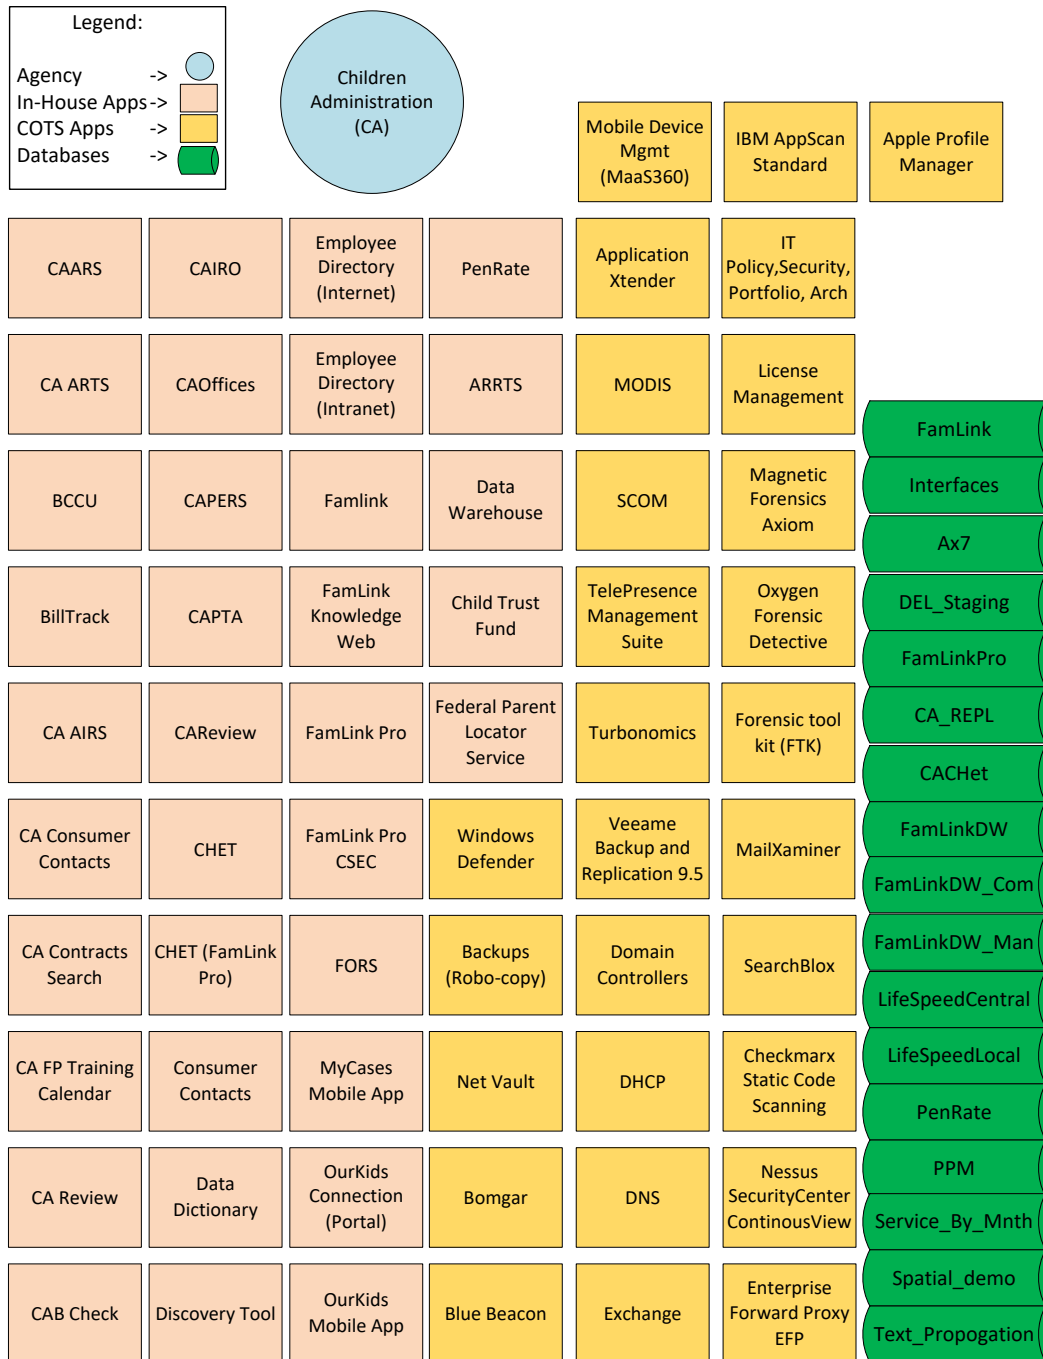 Legend:
Agency ->
In-House Apps->
COTS Apps ->
Databases ->
Children
Administration
(CA)
Mobile Device
Mgmt
(MaaS360)
IBM AppScan
Standard
Apple Profile
Manager
CAARS
CAIRO
Employee
Directory
(Internet)
PenRate
Application
Xtender
IT
Policy,Security,
Portfolio, Arch
CA ARTS
CAOffices
Employee
Directory
(Intranet)
ARRTS
MODIS
License
Management
BCCU
CAPERS
Famlink
Data
Warehouse
SCOM
Magnetic
Forensics
Axiom
BillTrack
CAPTA
FamLink
Knowledge
Web
Child Trust
Fund
TelePresence
Management
Suite
Oxygen
Forensic
Detective
CA AIRS
CAReview
FamLink Pro
Federal Parent
Locator
Service
Turbonomics
Forensic tool
kit (FTK)
CA Consumer
Contacts
CHET
FamLink Pro
CSEC
Windows
Defender
Veeame
Backup and
Replication 9.5
MailXaminer
CA Contracts
Search
CHET (FamLink
Pro)
FORS
Backups
(Robo-copy)
Domain
Controllers
SearchBlox
CA FP Training
Calendar
Consumer
Contacts
MyCases
Mobile App
Net Vault
DHCP
Checkmarx
Static Code
Scanning
CA Review
Data
Dictionary
OurKids
Connection
(Portal)
Bomgar
DNS
Nessus
SecurityCenter
ContinousView
CAB Check
Discovery Tool
OurKids
Mobile App
Blue Beacon
Exchange
Enterprise
Forward Proxy
EFP
FamLink
Interfaces
Ax7
DEL_Staging
FamLinkPro
CA_REPL
CACHet
FamLinkDW
FamLinkDW_Com
FamLinkDW_Man
LifeSpeedCentral
LifeSpeedLocal
PenRate
PPM
Service_By_Mnth
Spatial_demo
Text_Propogation